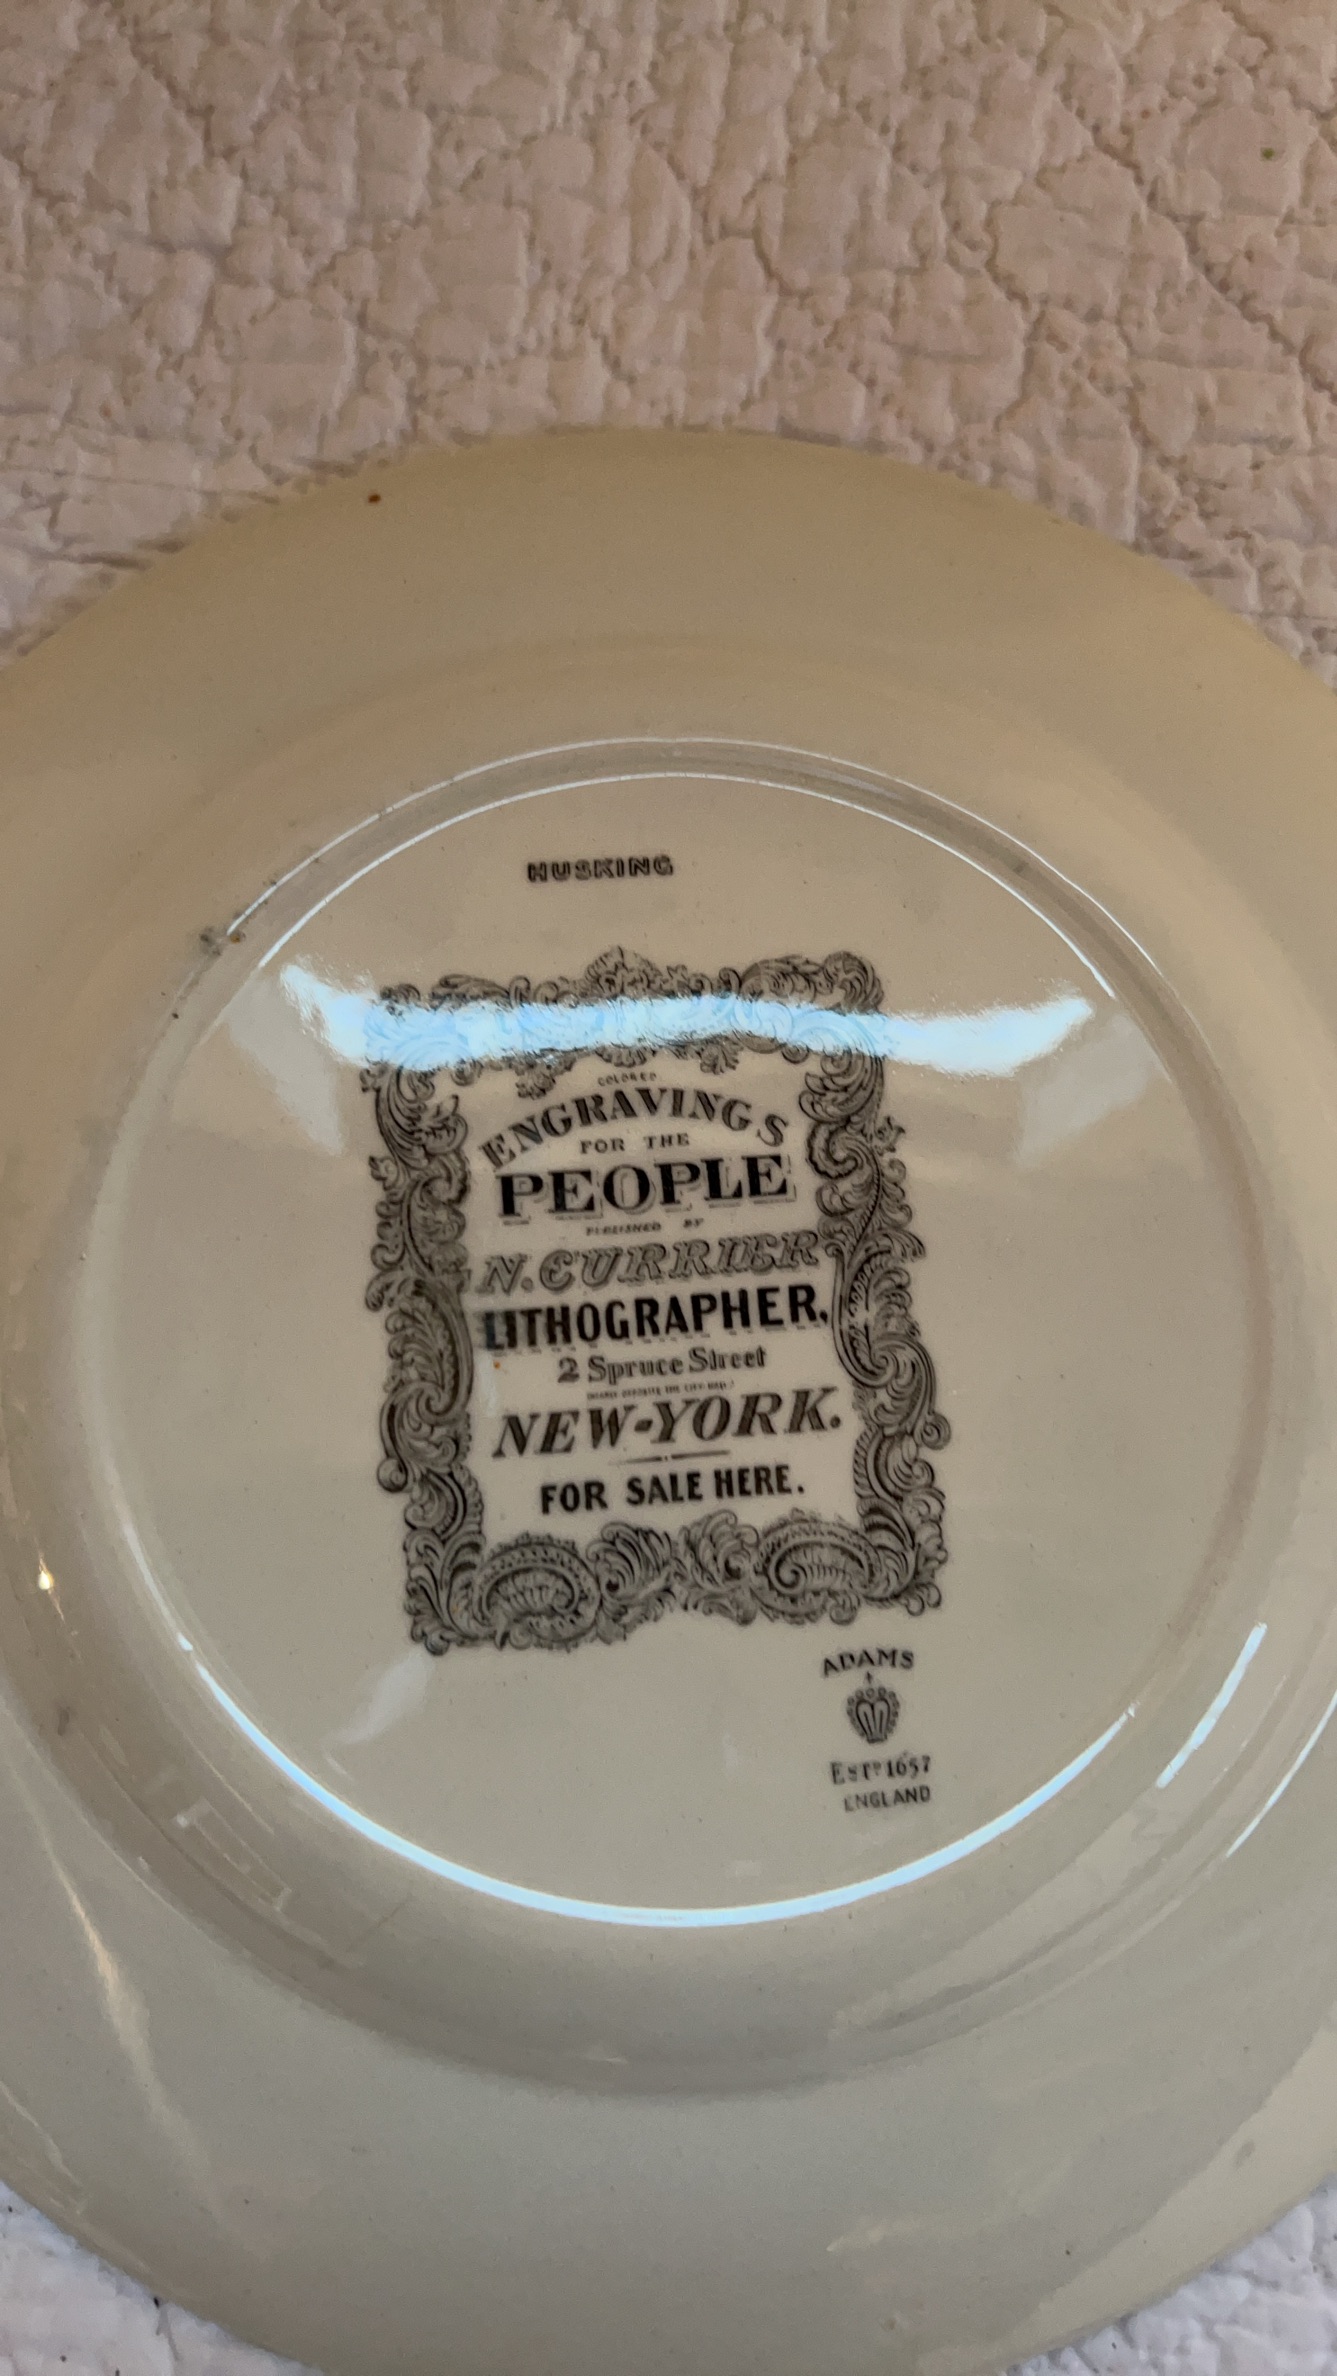 HUSKING
COLORED
ENGRAVINGS
FOR THE
PEOPLE
PUBLISHED BY
N. CURRIER
LITHOGRAPHER,
2 Spruce Street
NEW-YORK.
FOR SALE HERE.
ADAMS
ESTD 1657
ENGLAND